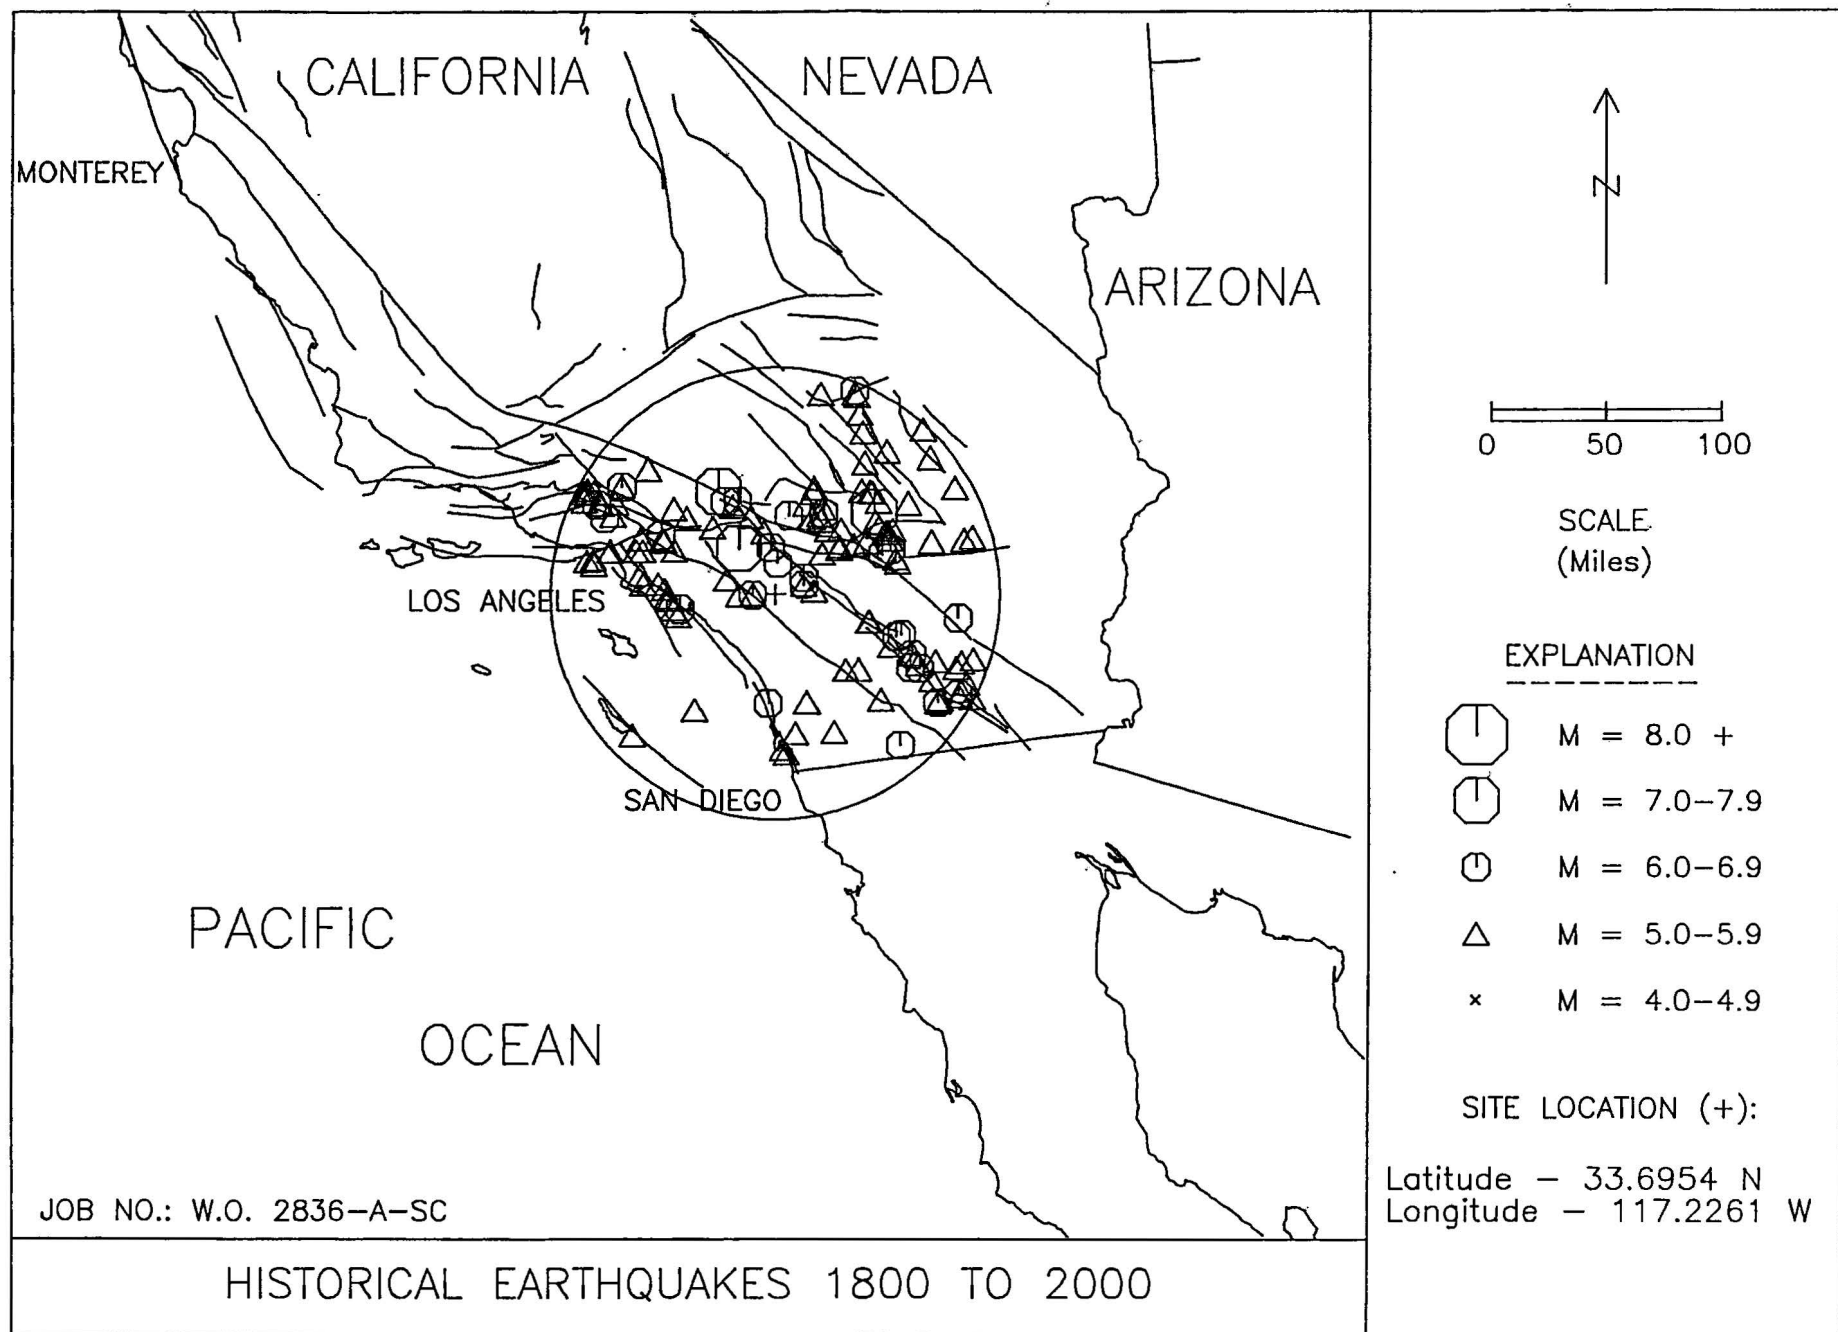 CALIFORNIA
NEVADA
MONTEREY
ARIZONA
LOS ANGELES
SAN DIEGO
PACIFIC
OCEAN
JOB NO.: W.O. 2836-A-SC
HISTORICAL EARTHQUAKES 1800 TO 2000
N
0 50 100
SCALE
(Miles)
EXPLANATION
M = 8.0 +
M = 7.0-7.9
M = 6.0-6.9
M = 5.0-5.9
M = 4.0-4.9
SITE LOCATION (+):
Latitude - 33.6954 N
Longitude - 117.2261 W